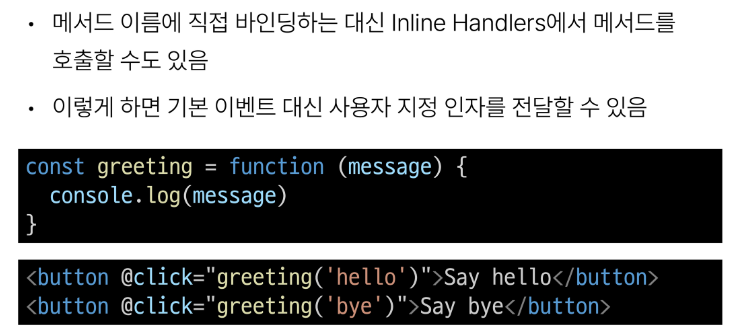 • 메서드 이름에 직접 바인딩하는 대신 Inline Handlers에서 메서드를
호출할 수도 있음
• 이렇게 하면 기본 이벤트 대신 사용자 지정 인자를 전달할 수 있음
const greeting = function (message) {
  console.log(message)
}
<button @click="greeting('hello')">Say hello</button>
<button @click="greeting('bye')">Say bye</button>